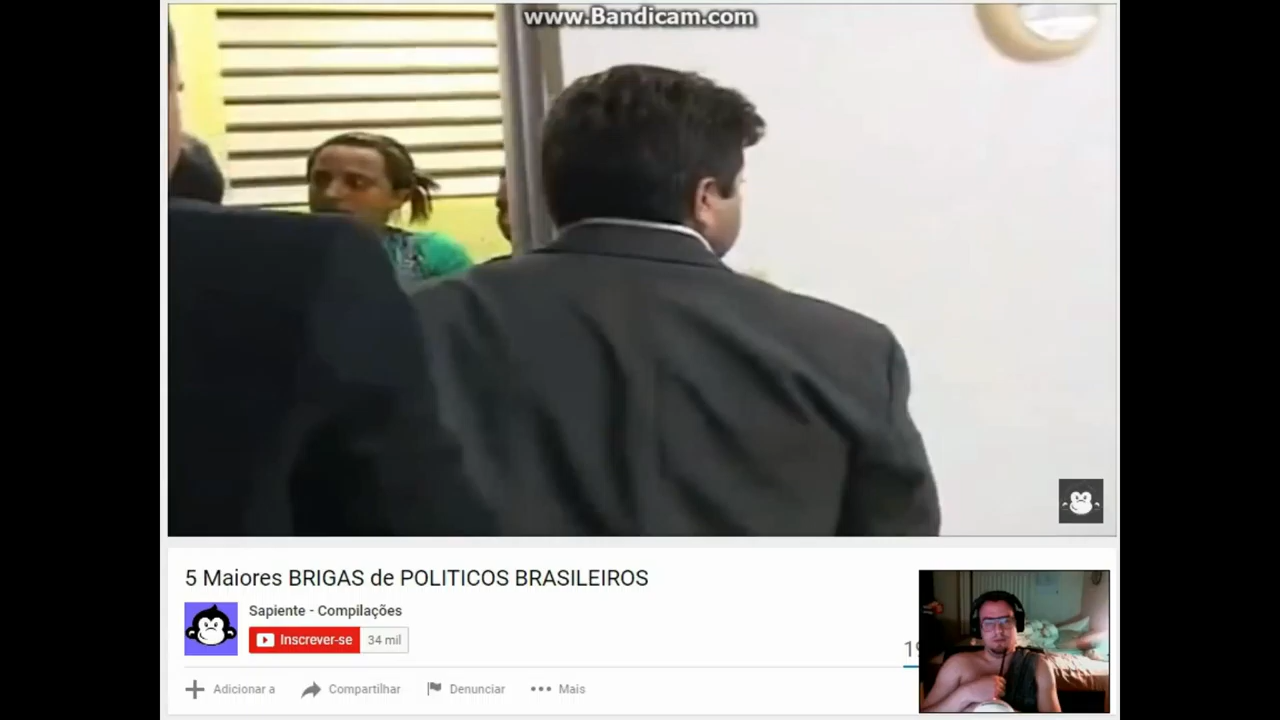 www.Bandicam.com
5 Maiores BRIGAS de POLITICOS BRASILEIROS
Sapiente - Compilações
Inscrever-se 34 mil
Adicionar a Compartilhar Denunciar Mais